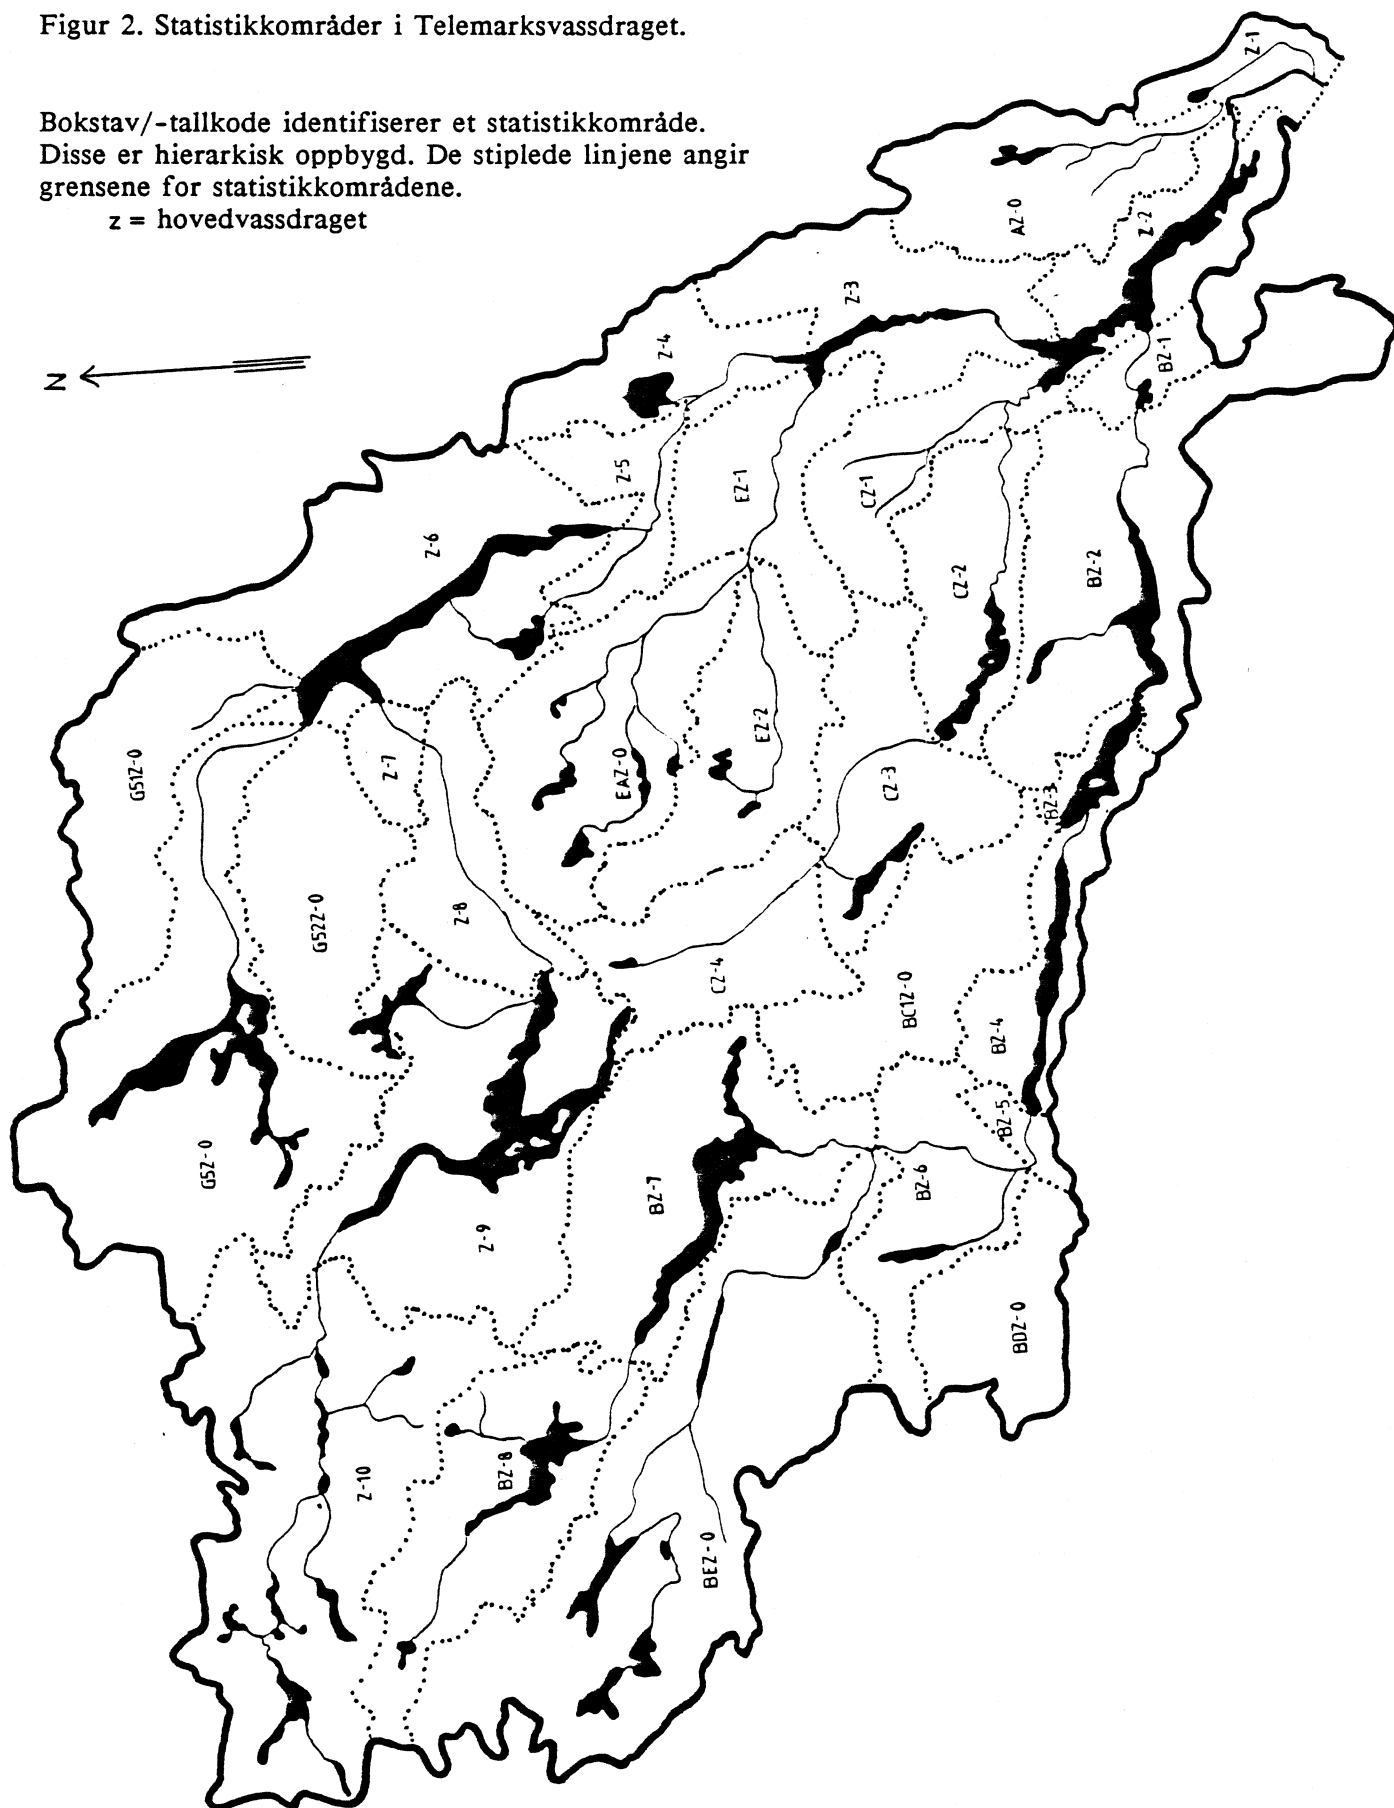 Figur 2. Statistikkområder i Telemarksvassdraget.
Bokstav/-tallkode identifiserer et statistikkområde.
Disse er hierarkisk oppbygd. De stiplede linjene angir
grensene for statistikkområdene.
z = hovedvassdraget
N
Z-1
AZ-0
Z-2
Z-3
Z-4
BZ-1
Z-5
EZ-1
CZ-1
Z-6
CZ-2
BZ-2
G51Z-0
Z-7
EAZ-0
EZ-2
CZ-3
BZ-3
G52Z-0
Z-8
CZ-4
BC1Z-0
BZ-4
BZ-5
G5Z-0
Z-9
BZ-7
BZ-6
BDZ-0
Z-10
BZ-8
BEZ-0